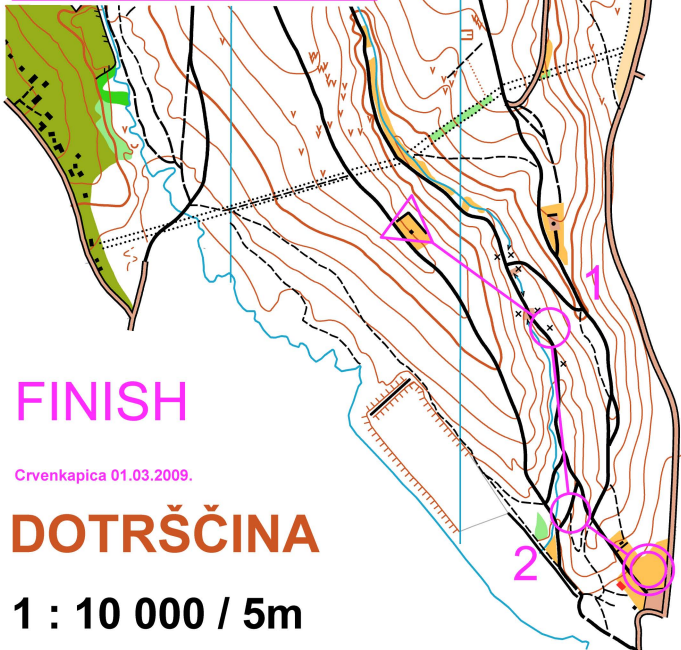 1
FINISH
Crvenkapica 01.03.2009.
DOTRŠČINA
2
1 : 10 000 / 5m